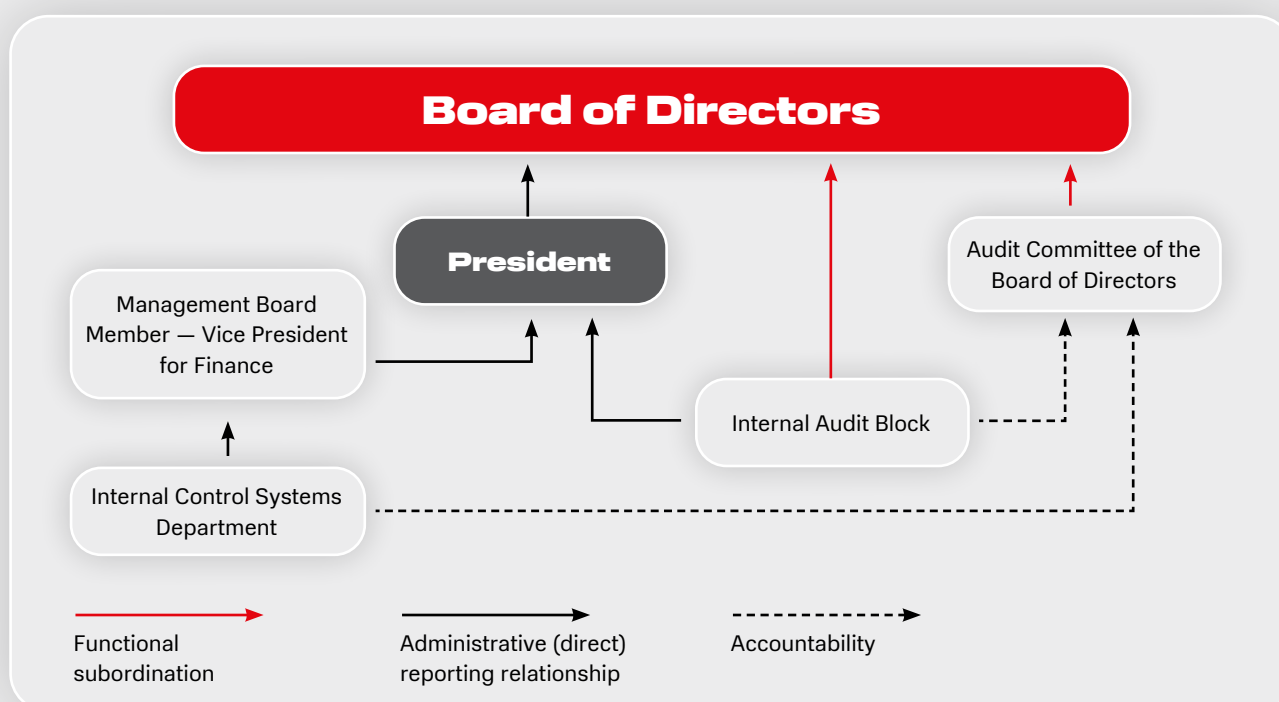 Board of Directors
President
Audit Committee of the
Board of Directors
Management Board
Member — Vice President
for Finance
Internal Audit Block
Internal Control Systems
Department
Functional
subordination
Administrative (direct)
reporting relationship
Accountability